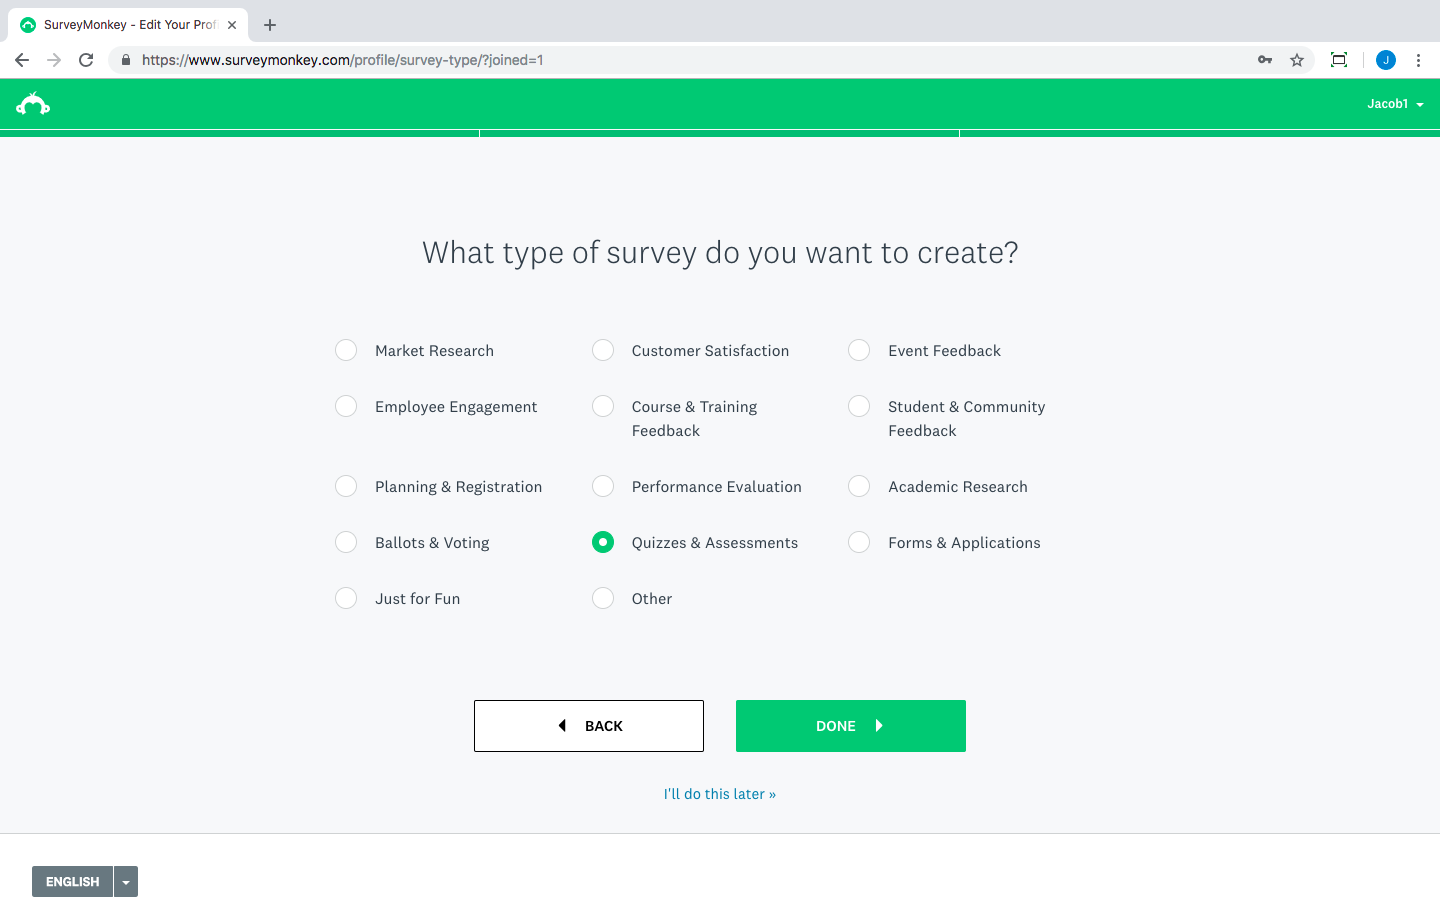 SurveyMonkey - Edit Your Prof
https://www.surveymonkey.com/profile/survey-type/?joined=1
J
Jacob1
What type of survey do you want to create?
Market Research
Customer Satisfaction
Event Feedback
Employee Engagement
Course & Training
Feedback
Student & Community
Feedback
Planning & Registration
Performance Evaluation
Academic Research
Ballots & Voting
Quizzes & Assessments
Forms & Applications
Just for Fun
Other
BACK
DONE
I'll do this later »
ENGLISH